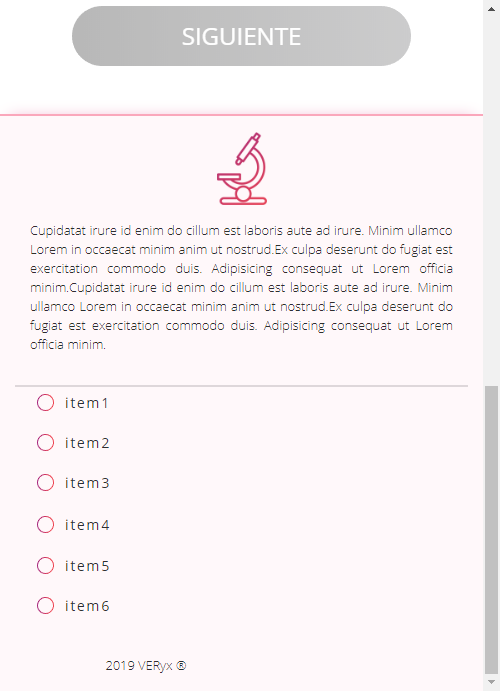 SIGUIENTE
Cupidatat irure id enim do cillum est laboris aute ad irure. Minim ullamco
Lorem in occaecat minim anim ut nostrud.Ex culpa deserunt do fugiat est
exercitation commodo duis. Adipisicing consequat ut Lorem officia
minim.Cupidatat irure id enim do cillum est laboris aute ad irure. Minim
ullamco Lorem in occaecat minim anim ut nostrud.Ex culpa deserunt do
fugiat est exercitation commodo duis. Adipisicing consequat ut Lorem
officia minim.
item1
item2
item3
item4
item5
item6
2019 VERyx ®